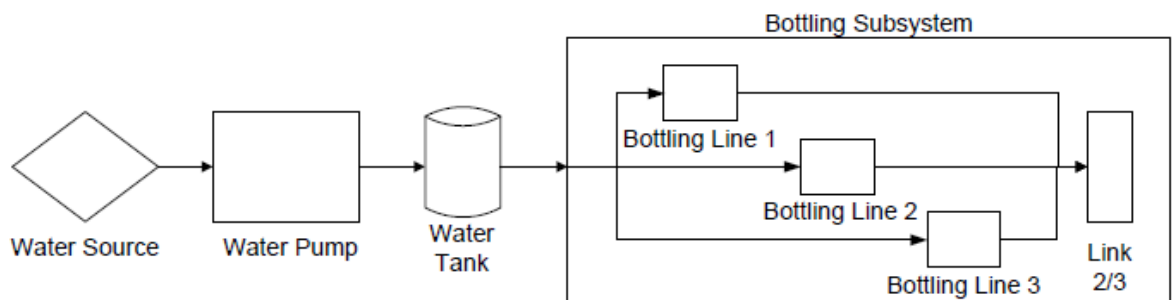 Bottling Subsystem
Bottling Line 1
Bottling Line 2
Bottling Line 3
Water Source
Water Pump
Water
Tank
Link
2/3